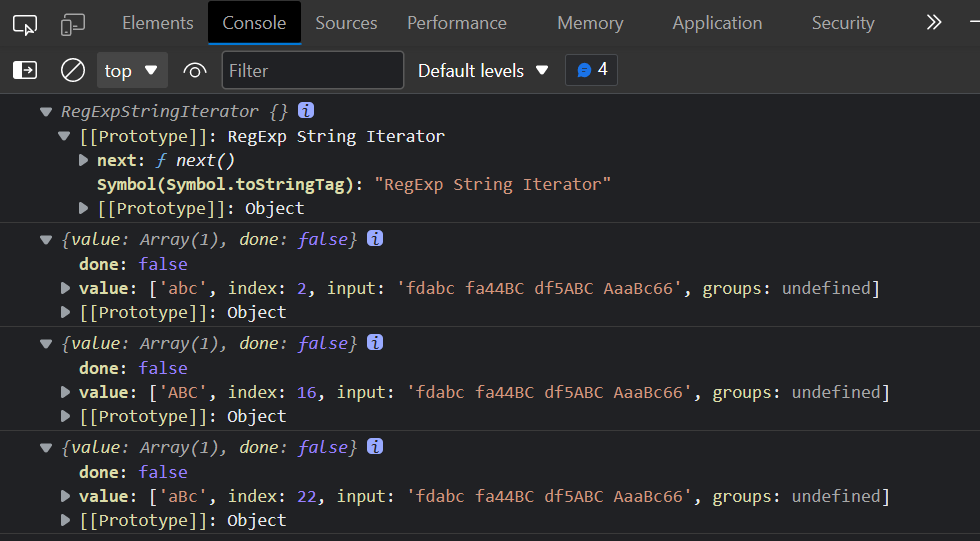 Elements Console Sources Performance Memory Application Security
top Filter Default levels 4
RegExpStringIterator {} i
[[Prototype]]: RegExp String Iterator
next: ƒ next()
Symbol(Symbol.toStringTag): "RegExp String Iterator"
[[Prototype]]: Object
{value: Array(1), done: false} i
done: false
value: ['abc', index: 2, input: 'fdabc fa44BC df5ABC AaaBc66', groups: undefined]
[[Prototype]]: Object
{value: Array(1), done: false} i
done: false
value: ['ABC', index: 16, input: 'fdabc fa44BC df5ABC AaaBc66', groups: undefined]
[[Prototype]]: Object
{value: Array(1), done: false} i
done: false
value: ['aBc', index: 22, input: 'fdabc fa44BC df5ABC AaaBc66', groups: undefined]
[[Prototype]]: Object